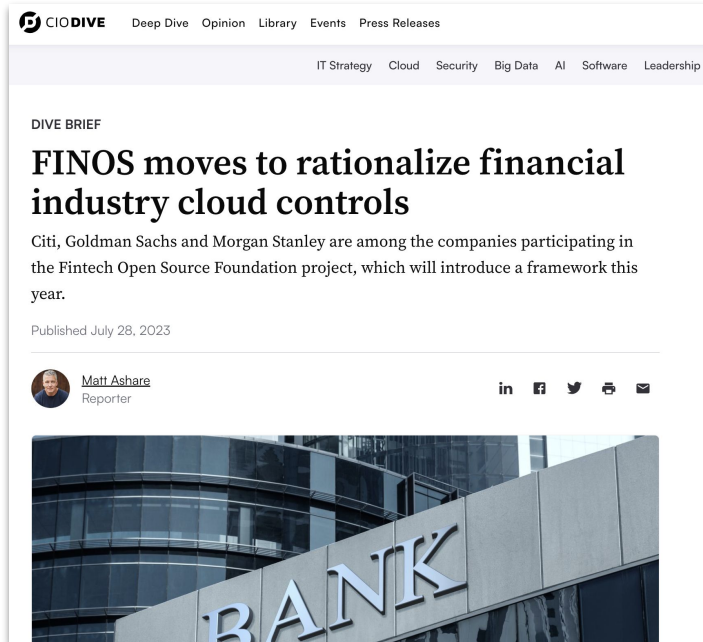 CIODIVE Deep Dive Opinion Library Events Press Releases
IT Strategy Cloud Security Big Data AI Software Leadership
DIVE BRIEF
FINOS moves to rationalize financial
industry cloud controls
Citi, Goldman Sachs and Morgan Stanley are among the companies participating in
the Fintech Open Source Foundation project, which will introduce a framework this
year.
Published July 28, 2023
Matt Ashare
Reporter
BANK